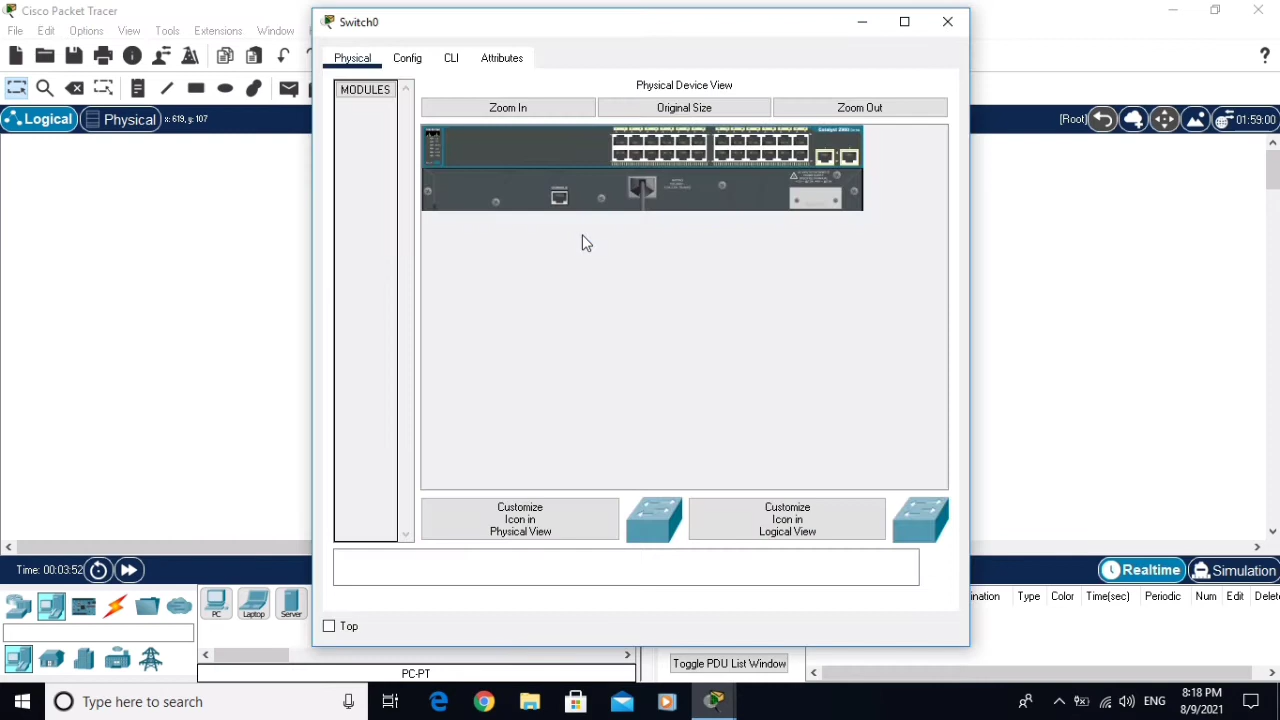 Cisco Packet Tracer
File Edit Options View Tools Extensions Window
Switch0
Physical Config CLI Attributes
MODULES
Physical Device View
Zoom In Original Size Zoom Out
Logical Physical x: 619, y: 107
[Root] 01:59:00
CONSOLE
Customize
Icon in
Physical View
Customize
Icon in
Logical View
Time: 00:03:52
Realtime Simulation
PC Laptop Server
ination Type Color Time(sec) Periodic Num Edit Delete
Top
Toggle PDU List Window
PC-PT
Type here to search
ENG
8:18 PM
8/9/2021